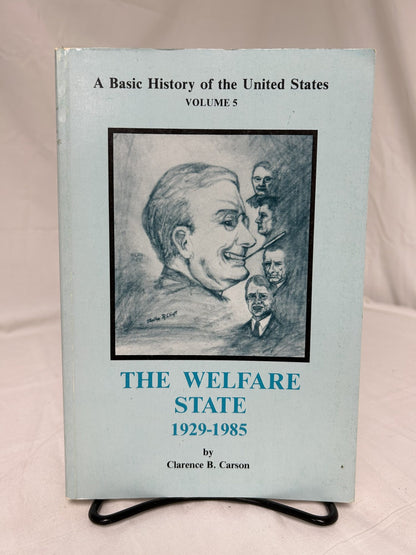 A Basic History of the United States
VOLUME 5
THE WELFARE
STATE
1929-1985
by
Clarence B. Carson